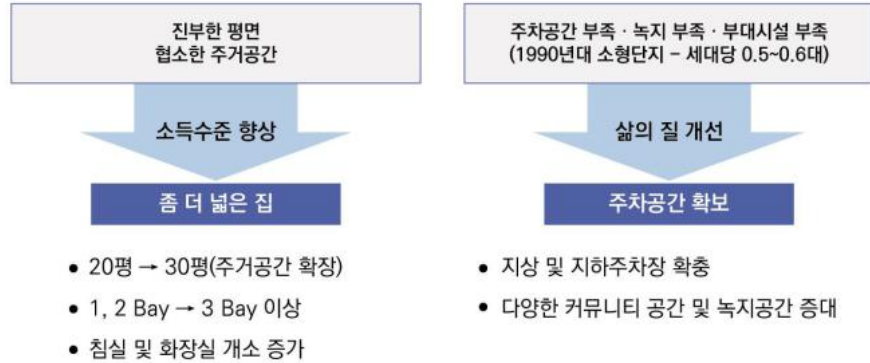 진부한 평면
협소한 주거공간
소득수준 향상
좀 더 넓은 집
• 20평 → 30평(주거공간 확장)
• 1, 2 Bay → 3 Bay 이상
• 침실 및 화장실 개소 증가
주차공간 부족 · 녹지 부족 · 부대시설 부족
(1990년대 소형단지 – 세대당 0.5~0.6대)
삶의 질 개선
주차공간 확보
• 지상 및 지하주차장 확충
• 다양한 커뮤니티 공간 및 녹지공간 증대